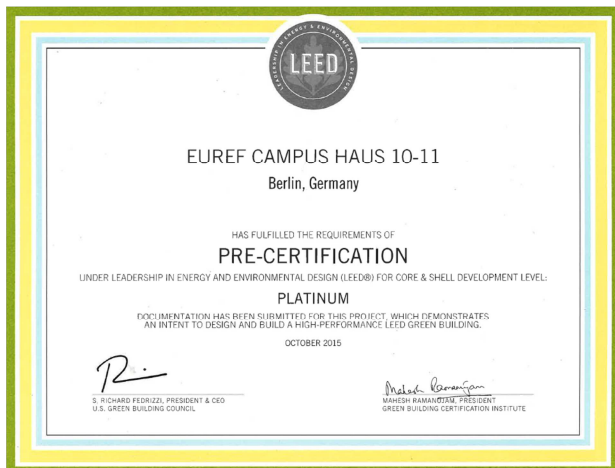 LEADERSHIP IN ENERGY & ENVIRONMENTAL DESIGN
LEED
EUREF CAMPUS HAUS 10-11
Berlin, Germany
HAS FULFILLED THE REQUIREMENTS OF
PRE-CERTIFICATION
UNDER LEADERSHIP IN ENERGY AND ENVIRONMENTAL DESIGN (LEED®) FOR CORE & SHELL DEVELOPMENT LEVEL:
PLATINUM
DOCUMENTATION HAS BEEN SUBMITTED FOR THIS PROJECT, WHICH DEMONSTRATES
AN INTENT TO DESIGN AND BUILD A HIGH-PERFORMANCE LEED GREEN BUILDING.
OCTOBER 2015
Mahesh Ramanujam
S. RICHARD FEDRIZZI, PRESIDENT & CEO
U.S. GREEN BUILDING COUNCIL
MAHESH RAMANUJAM, PRESIDENT
GREEN BUILDING CERTIFICATION INSTITUTE